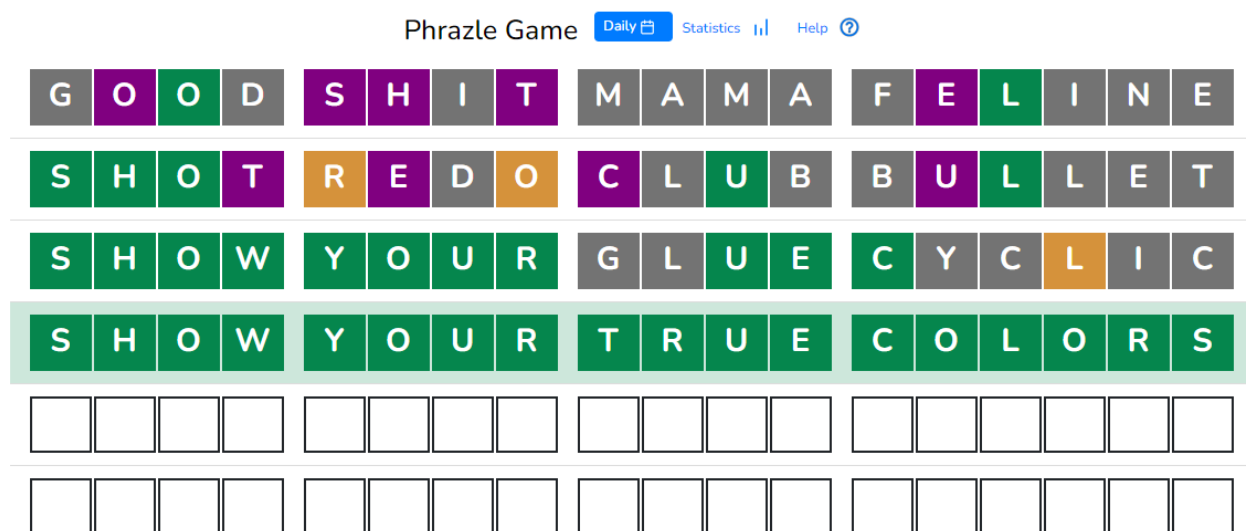 Phrazle Game Daily Statistics Help ?
GOOD SHIT MAMA FELINE
SHOT REDO CLUB BULLET
SHOW YOUR GLUE CYCLIC
SHOW YOUR TRUE COLORS